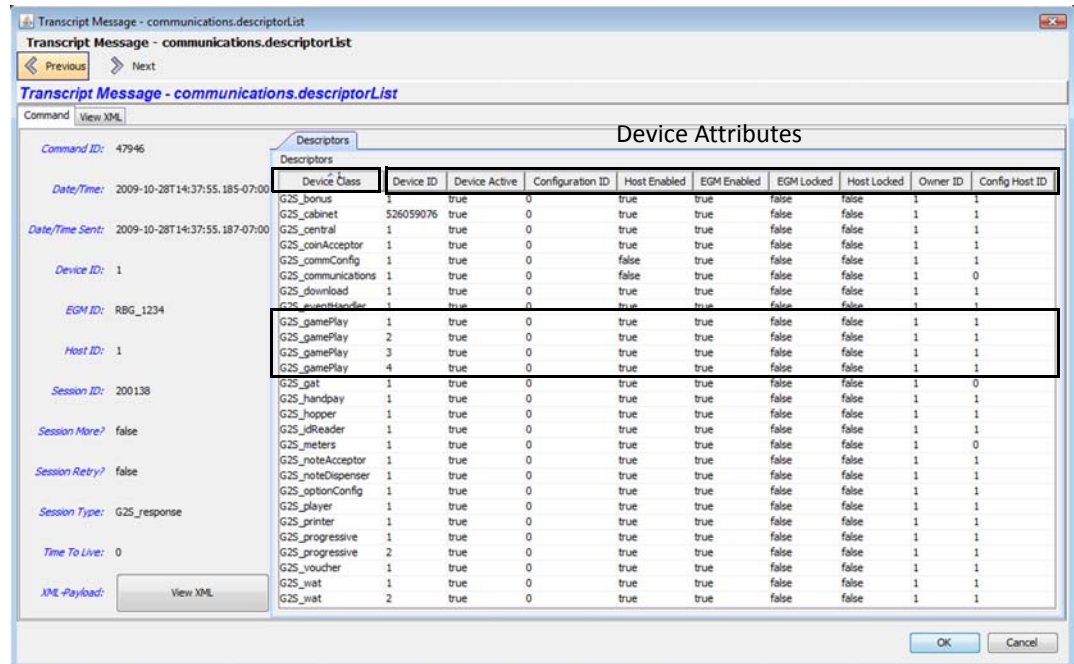 Transcript Message - communications.descriptorList
Transcript Message - communications.descriptorList
Previous Next
Transcript Message - communications.descriptorList
Command View XML
Command ID: 47946
Date/Time: 2009-10-28T14:37:55.185-07:00
Date/Time Sent: 2009-10-28T14:37:55.187-07:00
Device ID: 1
EGM ID: RBG_1234
Host ID: 1
Session ID: 200138
Session More? false
Session Retry? false
Session Type: G2S_response
Time To Live: 0
XML-Payload: View XML
Descriptors
Device Attributes
Descriptors
Device Class Device ID Device Active Configuration ID Host Enabled EGM Enabled EGM Locked Host Locked Owner ID Config Host ID
G2S_bonus 1 true 0 true true false false 1 1
G2S_cabinet 526059076 true 0 true true false false 1 1
G2S_central 1 true 0 true true false false 1 1
G2S_coinAcceptor 1 true 0 true true false false 1 1
G2S_commConfig 1 true 0 false true false false 1 1
G2S_communications 1 true 0 false true false false 1 0
G2S_download 1 true 0 true true false false 1 1
G2S_eventHandler 1 true 0 true true false false 1 1
G2S_gamePlay 1 true 0 true true false false 1 1
G2S_gamePlay 2 true 0 true true false false 1 1
G2S_gamePlay 3 true 0 true true false false 1 1
G2S_gamePlay 4 true 0 true true false false 1 1
G2S_gat 1 true 0 true true false false 1 0
G2S_handpay 1 true 0 true true false false 1 1
G2S_hopper 1 true 0 true true false false 1 1
G2S_idReader 1 true 0 true true false false 1 1
G2S_meters 1 true 0 true true false false 1 0
G2S_noteAcceptor 1 true 0 true true false false 1 1
G2S_noteDispenser 1 true 0 true true false false 1 1
G2S_optionConfig 1 true 0 true true false false 1 1
G2S_player 1 true 0 true true false false 1 1
G2S_printer 1 true 0 true true false false 1 1
G2S_progressive 1 true 0 true true false false 1 1
G2S_progressive 2 true 0 true true false false 1 1
G2S_voucher 1 true 0 true true false false 1 1
G2S_wat 1 true 0 true true false false 1 1
G2S_wat 2 true 0 true true false false 1 1
OK Cancel